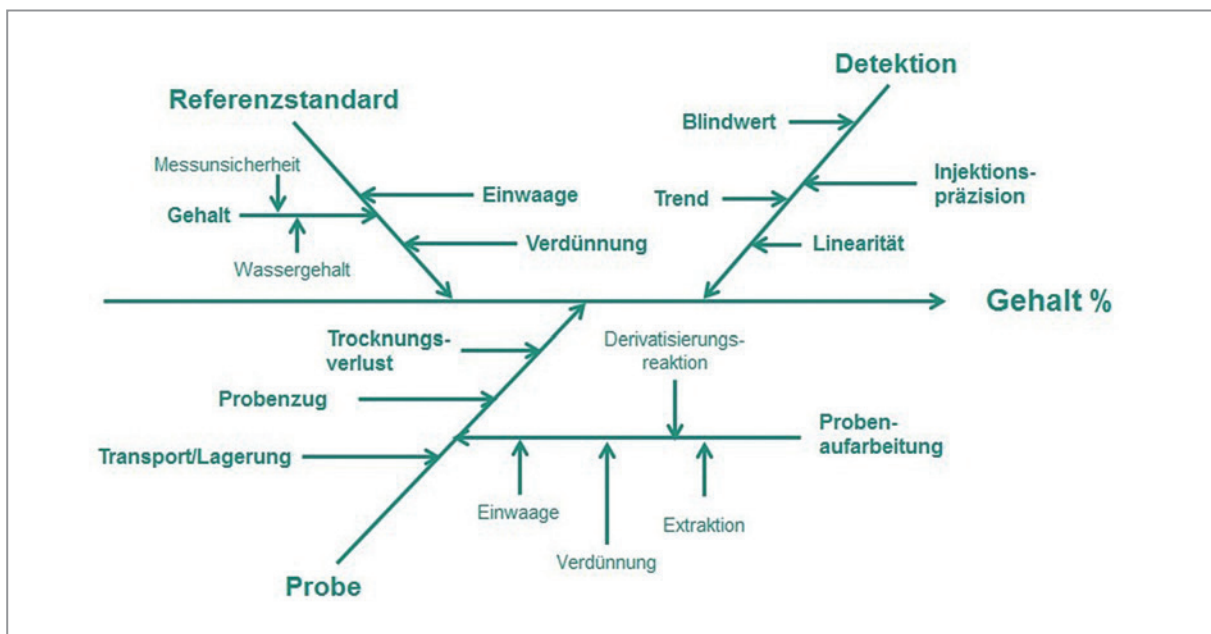 Detektion
Referenzstandard
Blindwert
Messunsicherheit
Injektions-
präzision
Einwaage
Trend
Gehalt
Verdünnung
Linearität
Wassergehalt
Gehalt %
Trocknungs-
verlust
Derivatisierungs-
reaktion
Probenzug
Proben-
aufarbeitung
Transport/Lagerung
Einwaage
Extraktion
Verdünnung
Probe